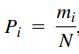 P_i = m_i / N,